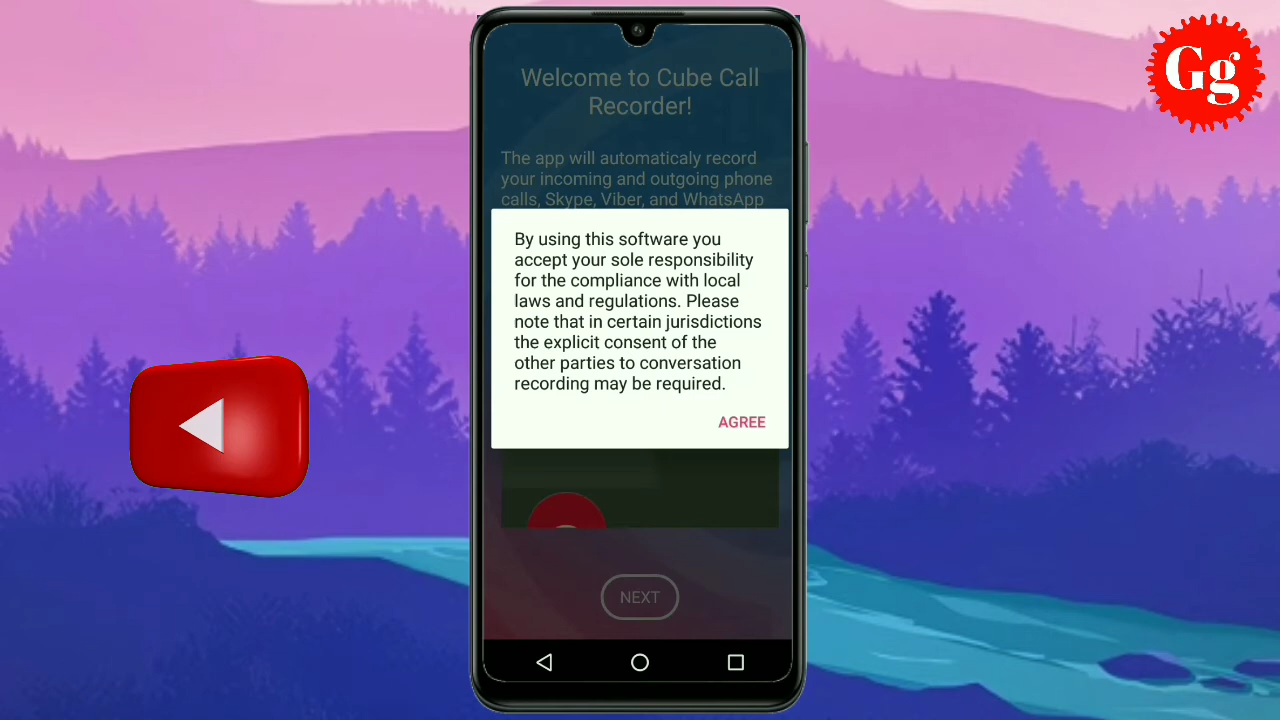 Gg
Welcome to Cube Call
Recorder!
The app will automaticaly record
your incoming and outgoing phone
calls, Skype, Viber, and WhatsApp
By using this software you
accept your sole responsibility
for the compliance with local
laws and regulations. Please
note that in certain jurisdictions
the explicit consent of the
other parties to conversation
recording may be required.
AGREE
NEXT